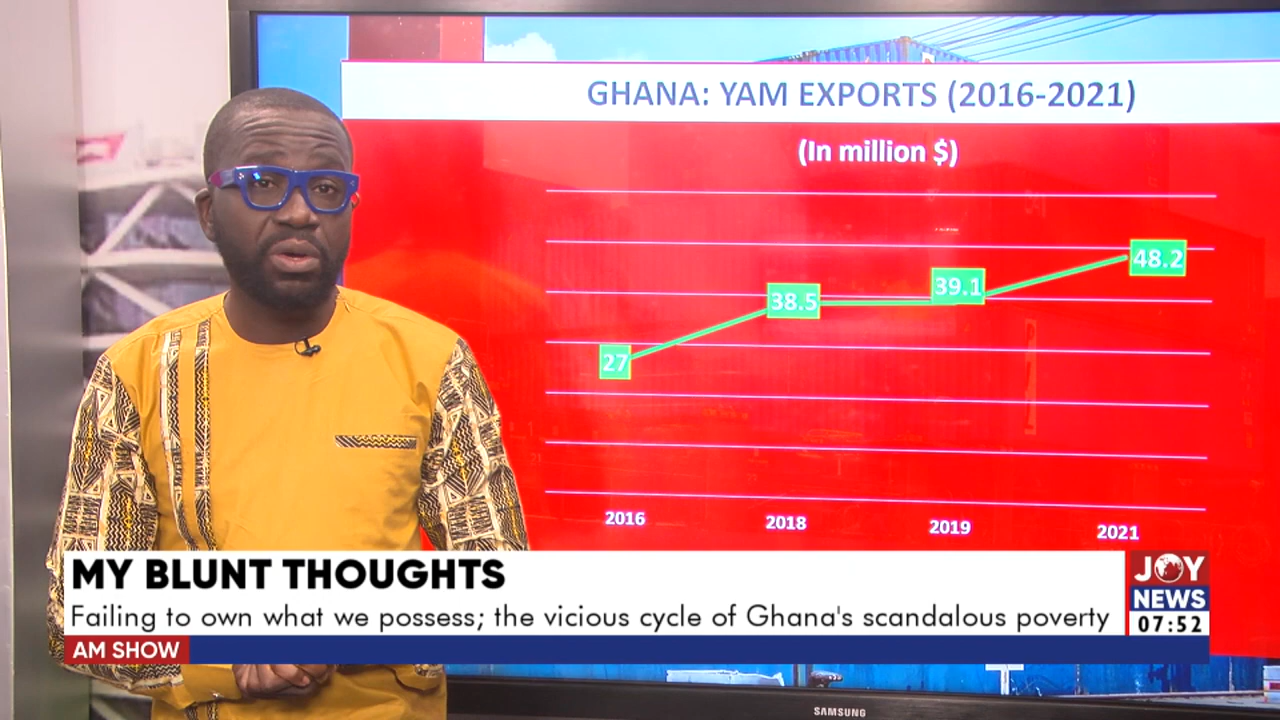 GHANA: YAM EXPORTS (2016-2021)
(In million $)
48.2
39.1
38.5
27
2016 2018 2019 2021
MY BLUNT THOUGHTS
Failing to own what we possess; the vicious cycle of Ghana's scandalous poverty
AM SHOW
JOY
NEWS
07:52
SAMSUNG